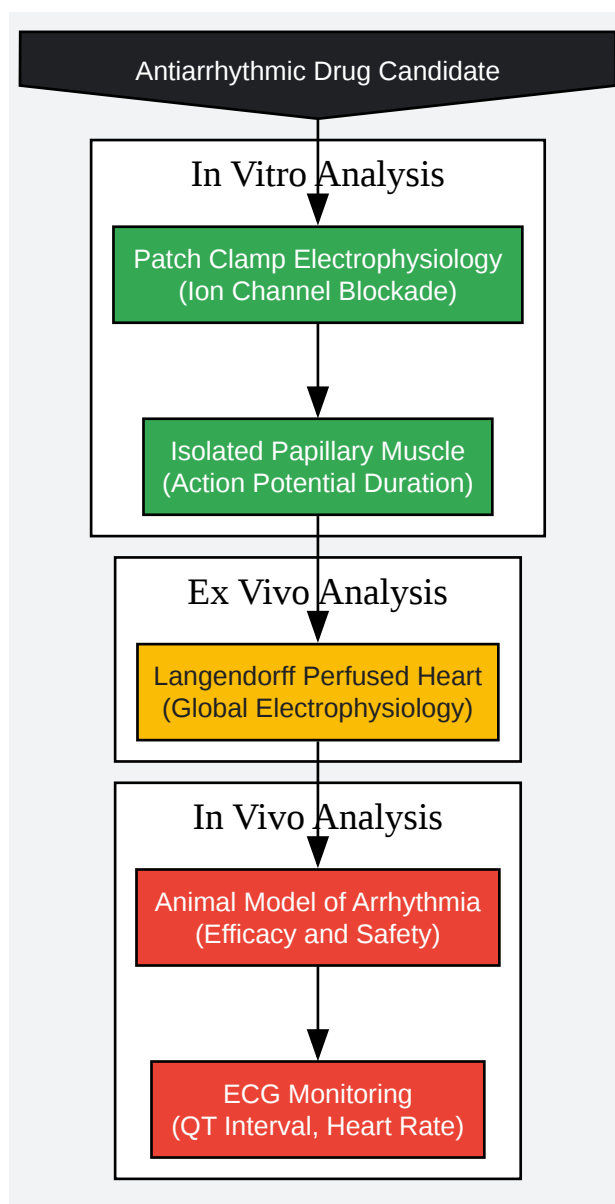 Antiarrhythmic Drug Candidate
In Vitro Analysis
Patch Clamp Electrophysiology
(Ion Channel Blockade)
Isolated Papillary Muscle
(Action Potential Duration)
Ex Vivo Analysis
Langendorff Perfused Heart
(Global Electrophysiology)
In Vivo Analysis
Animal Model of Arrhythmia
(Efficacy and Safety)
ECG Monitoring
(QT Interval, Heart Rate)